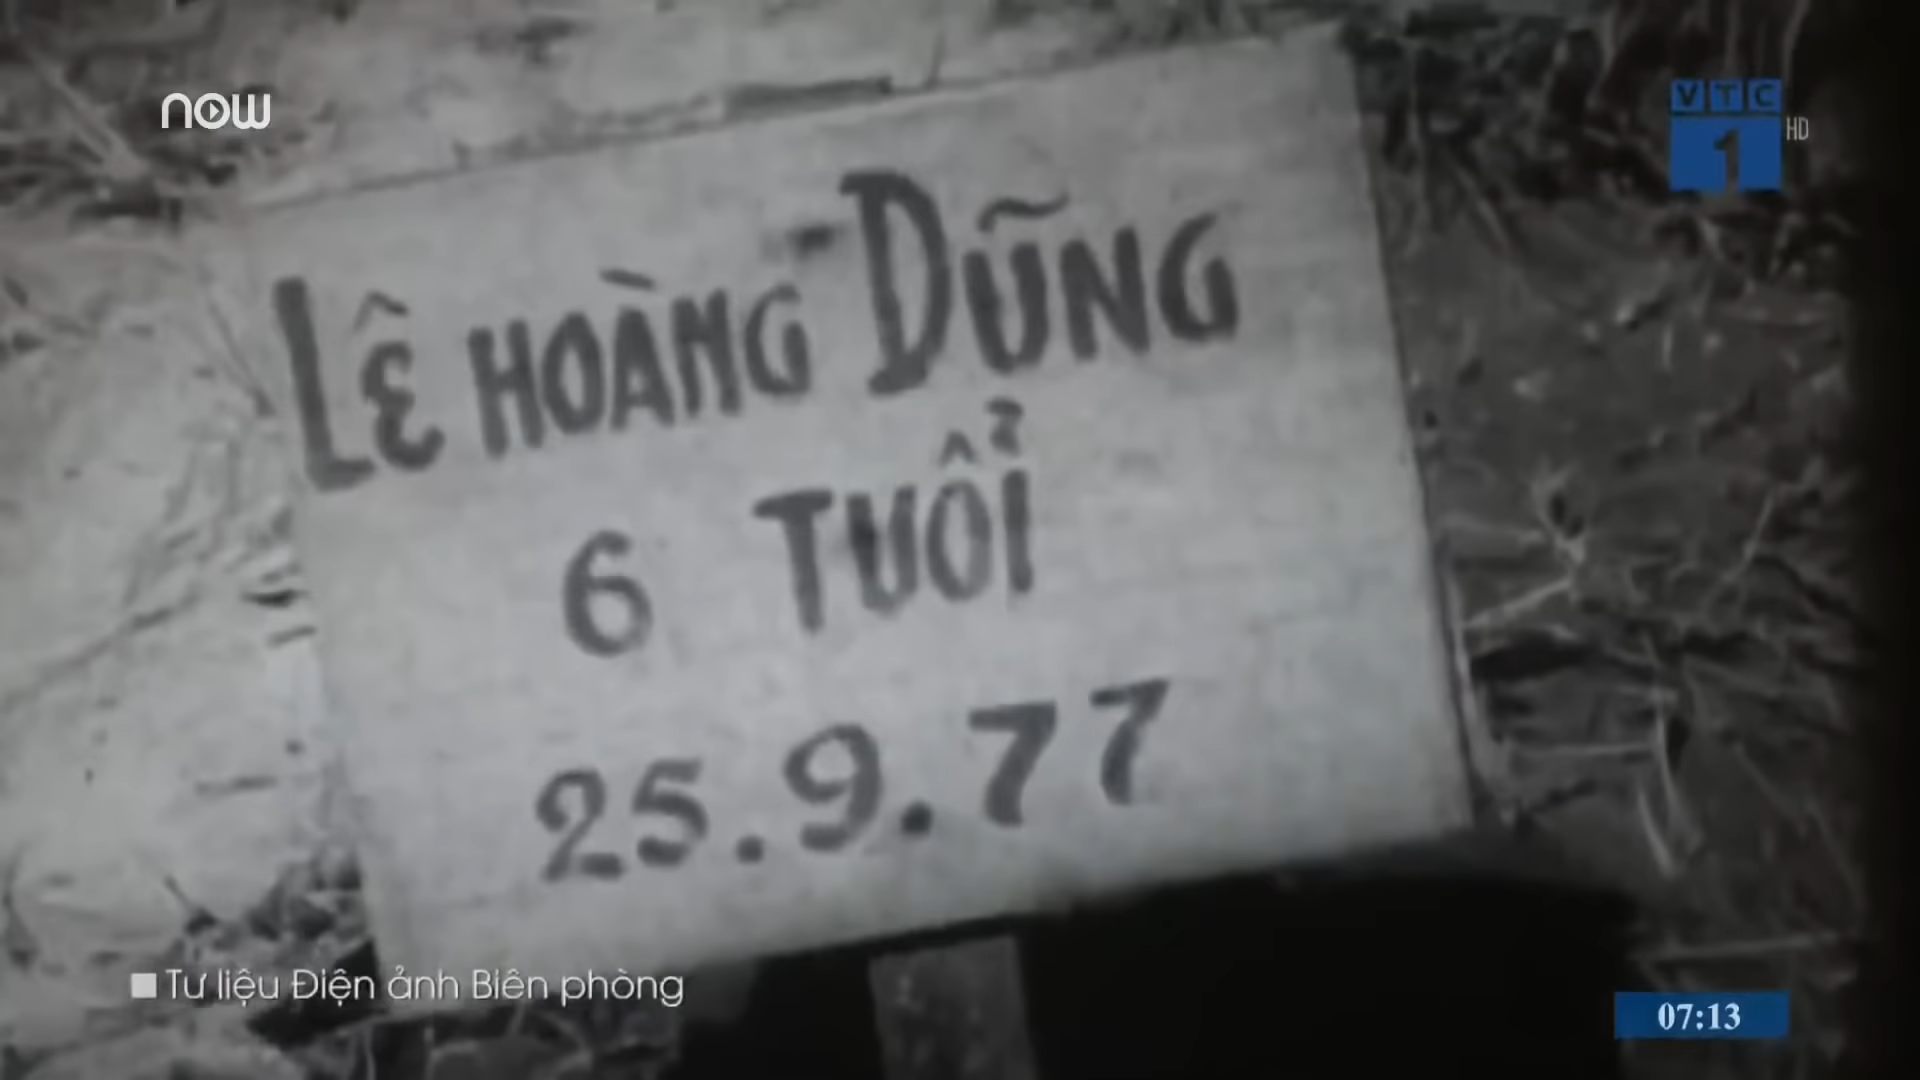 now
VTC
1 HD
LÊ HOÀNG DŨNG
6 TUỔI
25.9.77
Tư liệu Điện ảnh Biên phòng
07:13